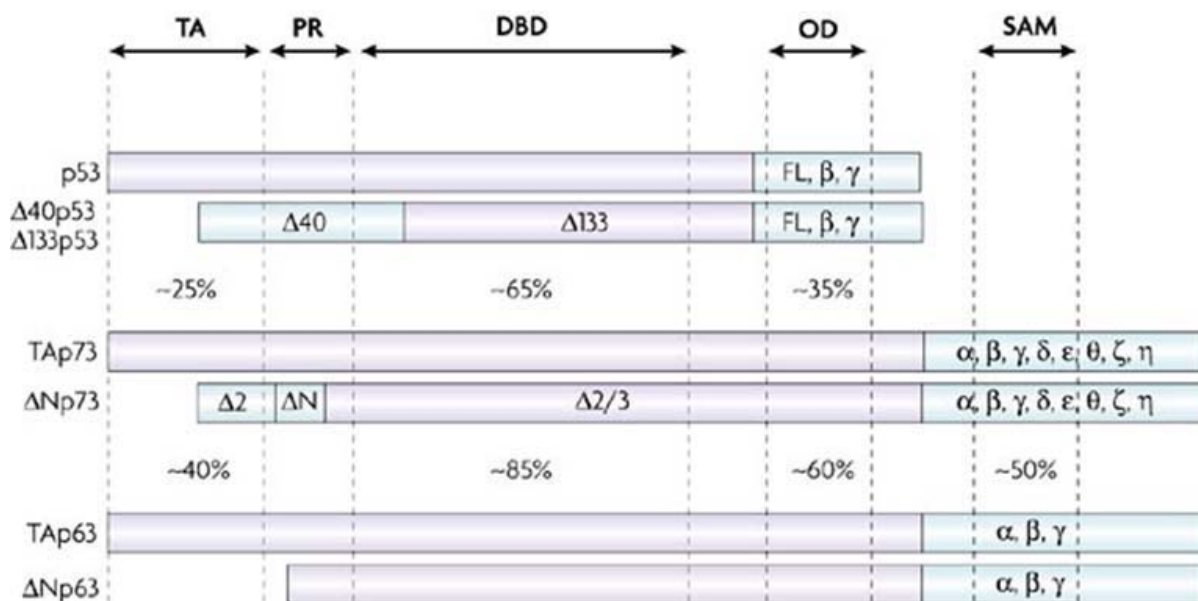 TA PR DBD OD SAM
p53 FL, β, γ
Δ40p53 Δ40 Δ133 FL, β, γ
Δ133p53
~25% ~65% ~35%
TAp73 α, β, γ, δ, ε, θ, ζ, η
ΔNp73 Δ2 ΔN Δ2/3 α, β, γ, δ, ε, θ, ζ, η
~40% ~85% ~60% ~50%
TAp63 α, β, γ
ΔNp63 α, β, γ